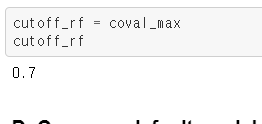 cutoff_rf = coval_max
cutoff_rf
0.7